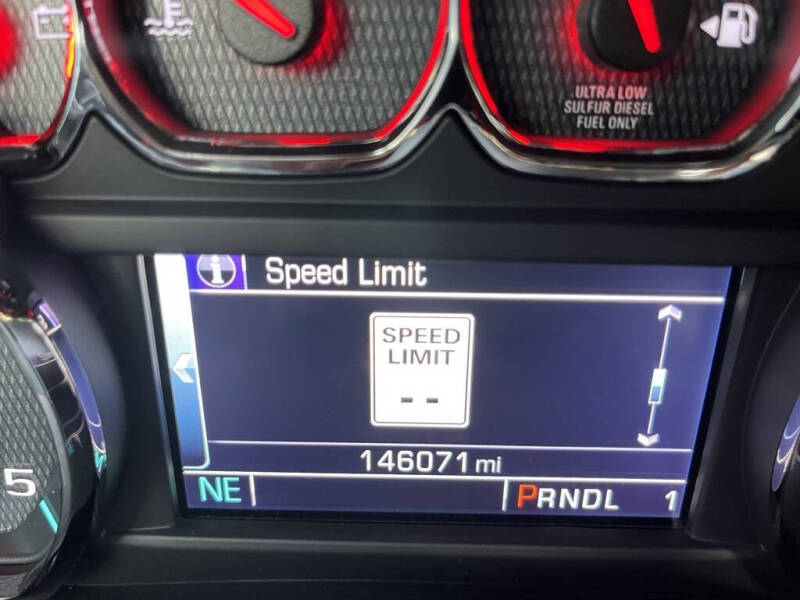 ULTRA LOW
SULFUR DIESEL
FUEL ONLY
i Speed Limit
SPEED
LIMIT
--
146071 mi
5
NE PRNDL 1